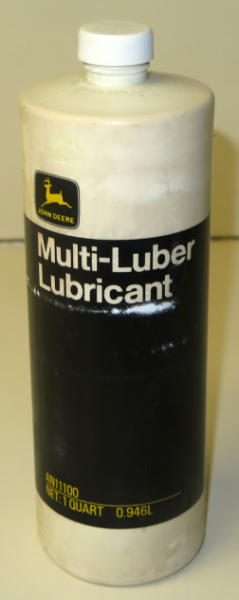 JOHN DEERE
Multi-Luber
Lubricant
AN11100
NET: 1 QUART 0.946L